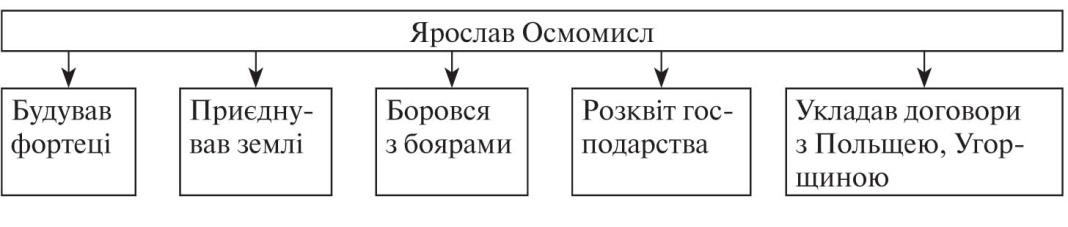 Ярослав Осмомисл
Будував
фортеці
Приєдну-
вав землі
Боровся
з боярами
Розквіт гос-
подарства
Укладав договори
з Польщею, Угор-
щиною